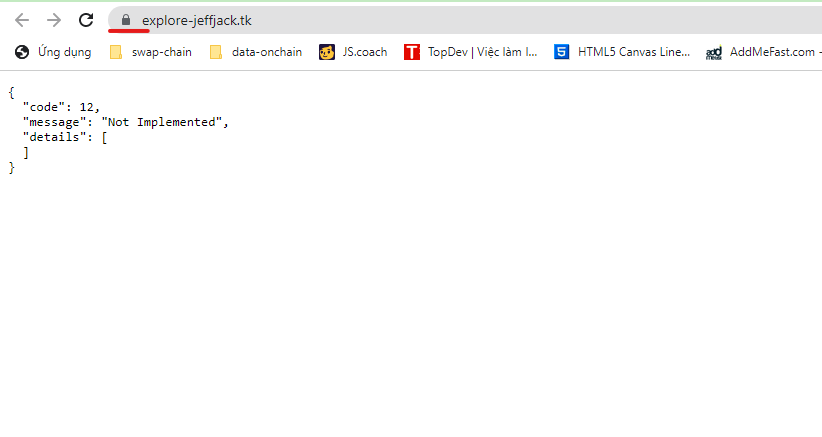 explore-jeffjack.tk
Ứng dụng swap-chain data-onchain JS.coach TopDev | Việc làm I... HTML5 Canvas Line... AddMeFast.com -
{
  "code": 12,
  "message": "Not Implemented",
  "details": [
  ]
}